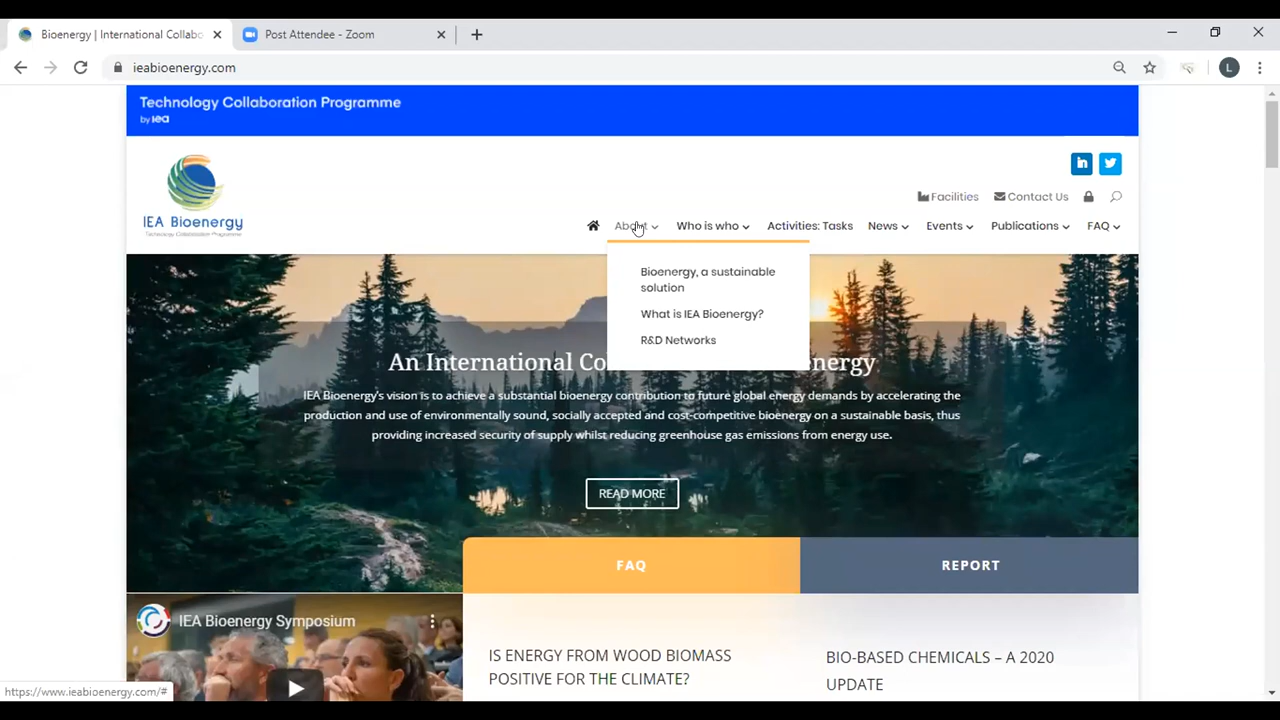 Bioenergy | International Collabo
Post Attendee - Zoom
ieabioenergy.com
L
Technology Collaboration Programme
by iea
IEA Bioenergy
Technology Collaboration Programme
in
Facilities
Contact Us
About
Who is who
Activities: Tasks
News
Events
Publications
FAQ
Bioenergy, a sustainable
solution
What is IEA Bioenergy?
R&D Networks
An International Co
nergy
IEA Bioenergy's vision is to achieve a substantial bioenergy contribution to future global energy demands by accelerating the
production and use of environmentally sound, socially accepted and cost-competitive bioenergy on a sustainable basis, thus
providing increased security of supply whilst reducing greenhouse gas emissions from energy use.
READ MORE
FAQ
REPORT
IEA Bioenergy Symposium
IS ENERGY FROM WOOD BIOMASS
POSITIVE FOR THE CLIMATE?
BIO-BASED CHEMICALS – A 2020
UPDATE
https://www.ieabioenergy.com/#